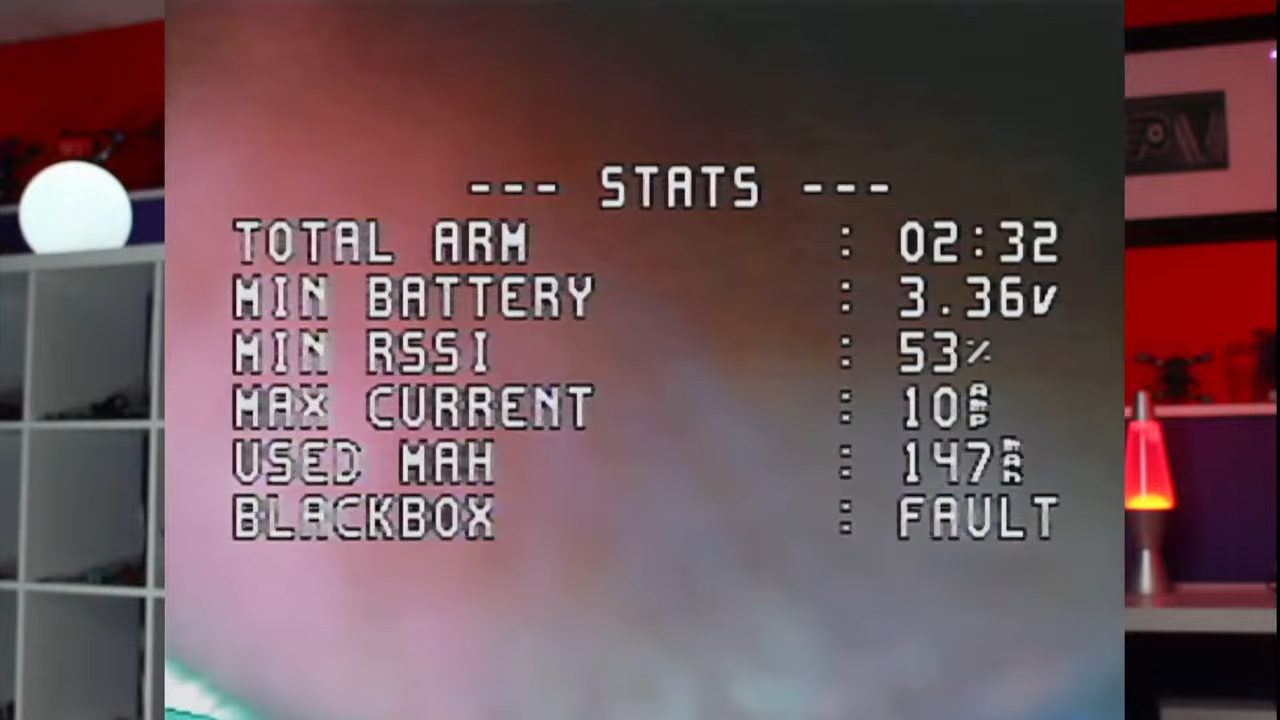 --- STATS ---
TOTAL ARM : 02:32
MIN BATTERY : 3.36V
MIN RSSI : 53%
MAX CURRENT : 10AMP
USED MAH : 147MAH
BLACKBOX : FAULT